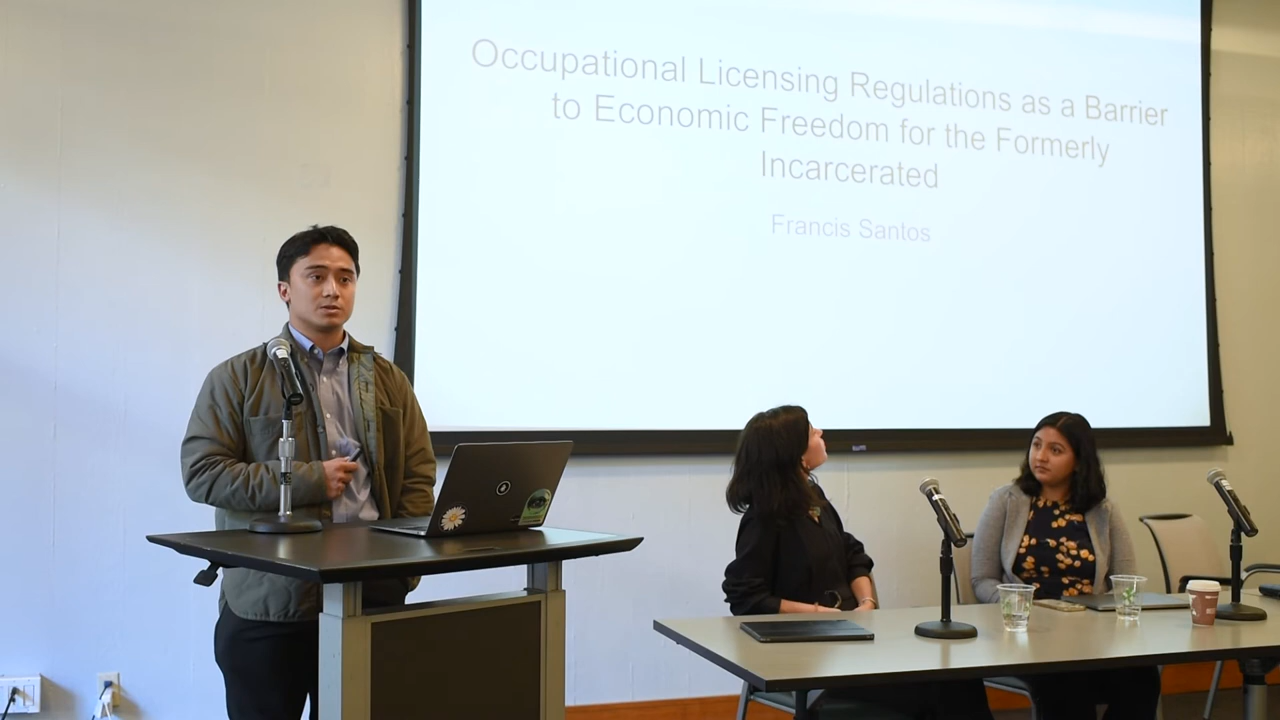 Occupational Licensing Regulations as a Barrier
to Economic Freedom for the Formerly
Incarcerated
Francis Santos